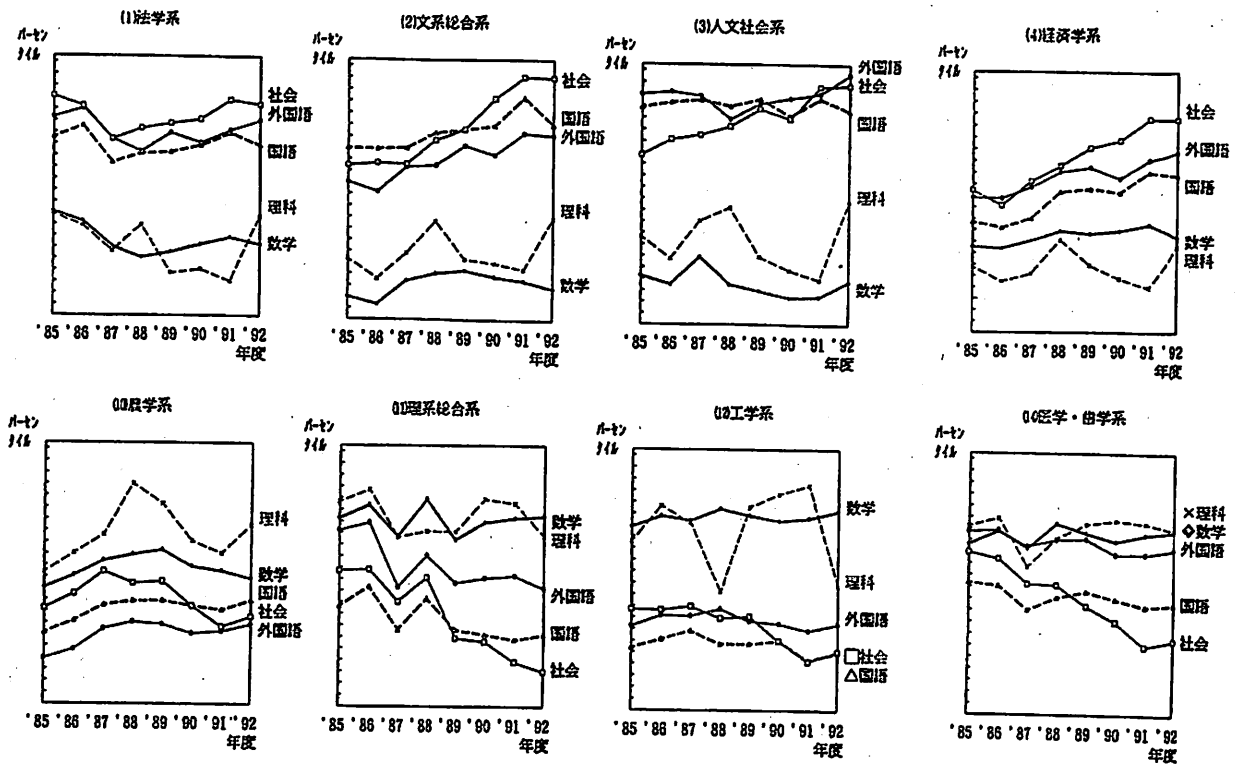 (1)法学系
パーセン
タイル
社会
外国語
国語
理科
数学
'85 '86 '87 '88 '89 '90 '91 '92
年度
(2)文系総合系
パーセン
タイル
社会
国語
外国語
理科
数学
'85 '86 '87 '88 '89 '90 '91 '92
年度
(3)人文社会系
パーセン
タイル
外国語
社会
国語
理科
数学
'85 '86 '87 '88 '89 '90 '91 '92
年度
(4)経済学系
パーセン
タイル
社会
外国語
国語
数学
理科
'85 '86 '87 '88 '89 '90 '91 '92
年度
農学系
パーセン
タイル
理科
数学
国語
社会
外国語
'85 '86 '87 '88 '89 '90 '91 '92
年度
(11)理系総合系
パーセン
タイル
数学
理科
外国語
国語
社会
'85 '86 '87 '88 '89 '90 '91 '92
年度
(12)工学系
パーセン
タイル
数学
理科
外国語
□社会
△国語
'85 '86 '87 '88 '89 '90 '91 '92
年度
医学・歯学系
パーセン
タイル
×理科
◇数学
外国語
国語
社会
'85 '86 '87 '88 '89 '90 '91 '92
年度